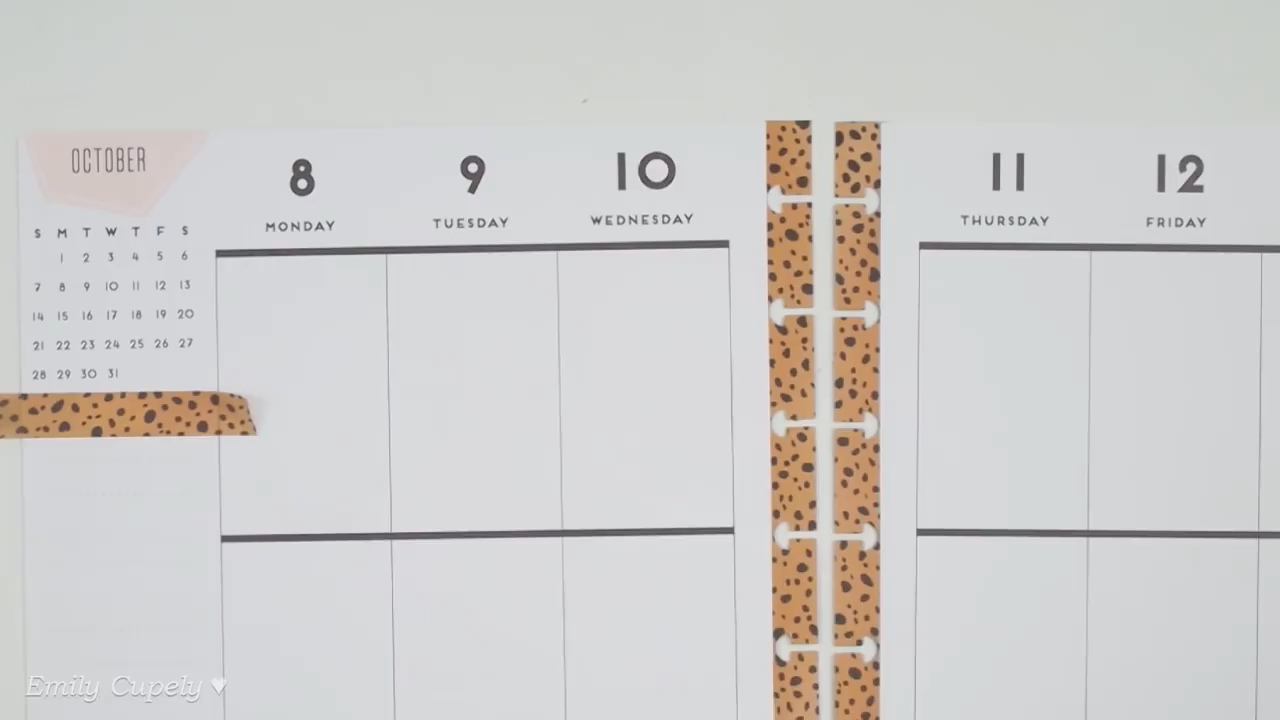 OCTOBER
S M T W T F S
1 2 3 4 5 6
7 8 9 10 11 12 13
14 15 16 17 18 19 20
21 22 23 24 25 26 27
28 29 30 31
8
MONDAY
9
TUESDAY
10
WEDNESDAY
11
THURSDAY
12
FRIDAY
Emily Cupely ♥